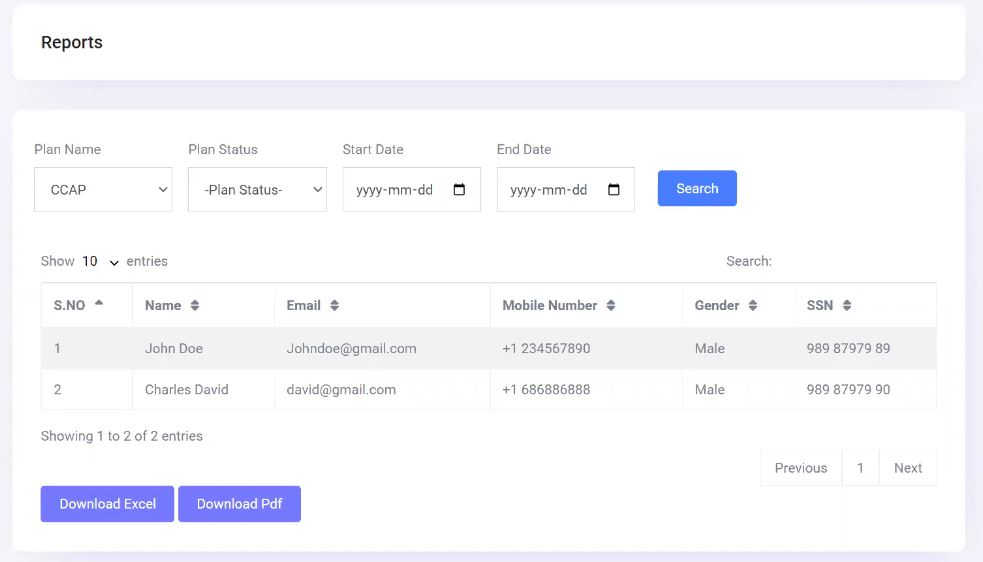 Reports
Plan Name Plan Status Start Date End Date
CCAP -Plan Status- yyyy-mm-dd yyyy-mm-dd Search
Show 10 entries Search:
S.NO Name Email Mobile Number Gender SSN
1 John Doe Johndoe@gmail.com +1 234567890 Male 989 87979 89
2 Charles David david@gmail.com +1 686886888 Male 989 87979 90
Showing 1 to 2 of 2 entries
Previous 1 Next
Download Excel Download Pdf